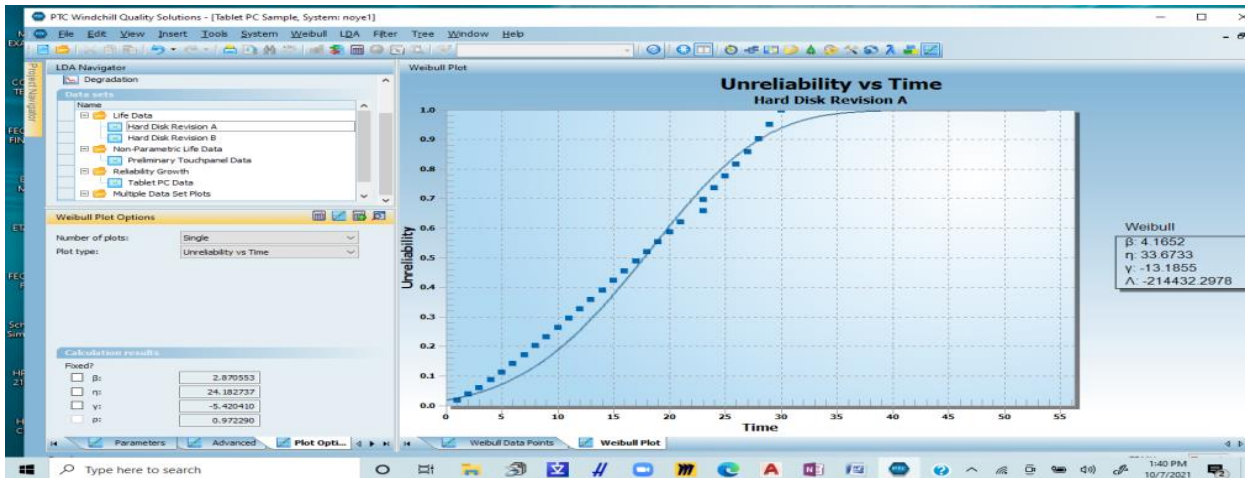 PTC Windchill Quality Solutions - [Tablet PC Sample, System: noye1]
File Edit View Insert Tools System Weibull LDA Filter Tree Window Help
Project Navigator
LDA Navigator
Degradation
Data sets
Name
Life Data
Hard Disk Revision A
Hard Disk Revision B
Non-Parametric Life Data
Preliminary Touchpanel Data
Reliability Growth
Tablet PC Data
Multiple Data Set Plots
Weibull Plot Options
Number of plots: Single
Plot type: Unreliability vs Time
Calculation results
Fixed?
β: 2.870553
η: 24.182737
γ: -5.420410
ρ: 0.972290
Parameters Advanced Plot Opti...
Weibull Plot
Unreliability vs Time
Hard Disk Revision A
Unreliability
1.0
0.9
0.8
0.7
0.6
0.5
0.4
0.3
0.2
0.1
0.0
0 5 10 15 20 25 30 35 40 45 50 55
Time
Weibull
β: 4.1652
η: 33.6733
γ: -13.1855
Λ: -214432.2978
Weibull Data Points Weibull Plot
Type here to search
1:40 PM
10/7/2021